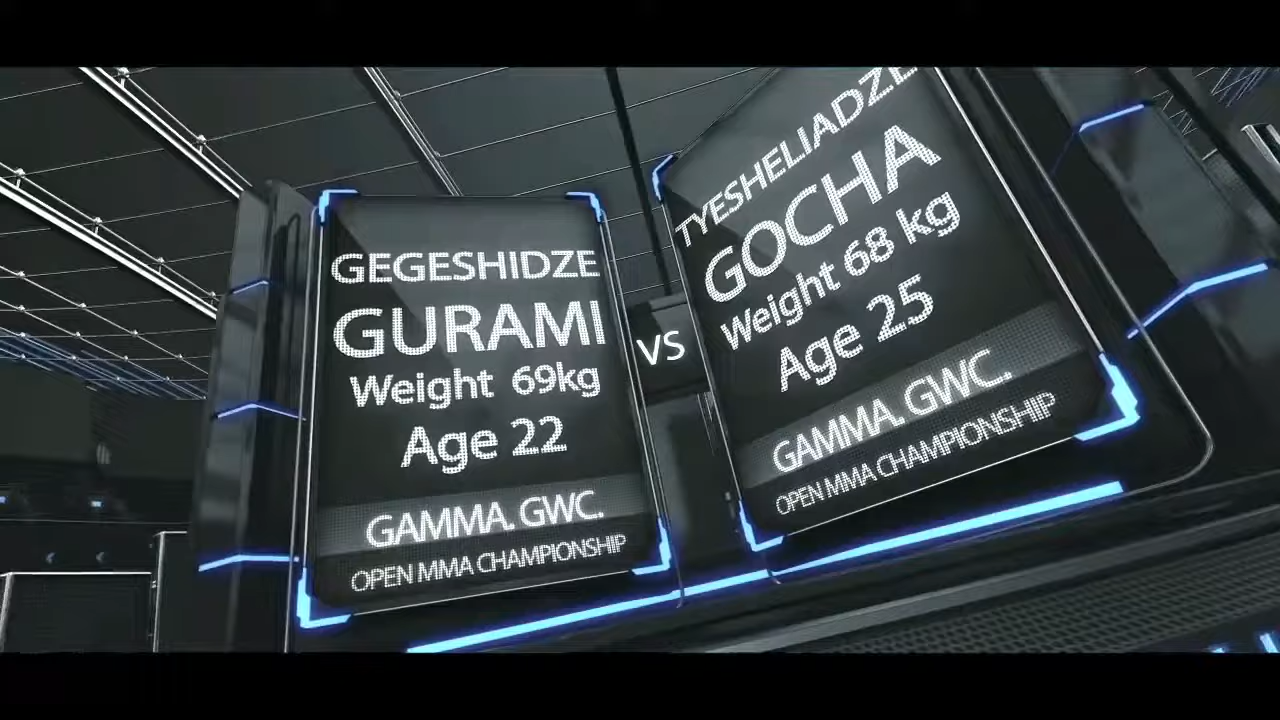 GEGESHIDZE
GURAMI
Weight 69kg
Age 22
GAMMA. GWC.
OPEN MMA CHAMPIONSHIP
VS
TYESHELIADZE
GOCHA
Weight 68 kg
Age 25
GAMMA. GWC.
OPEN MMA CHAMPIONSHIP